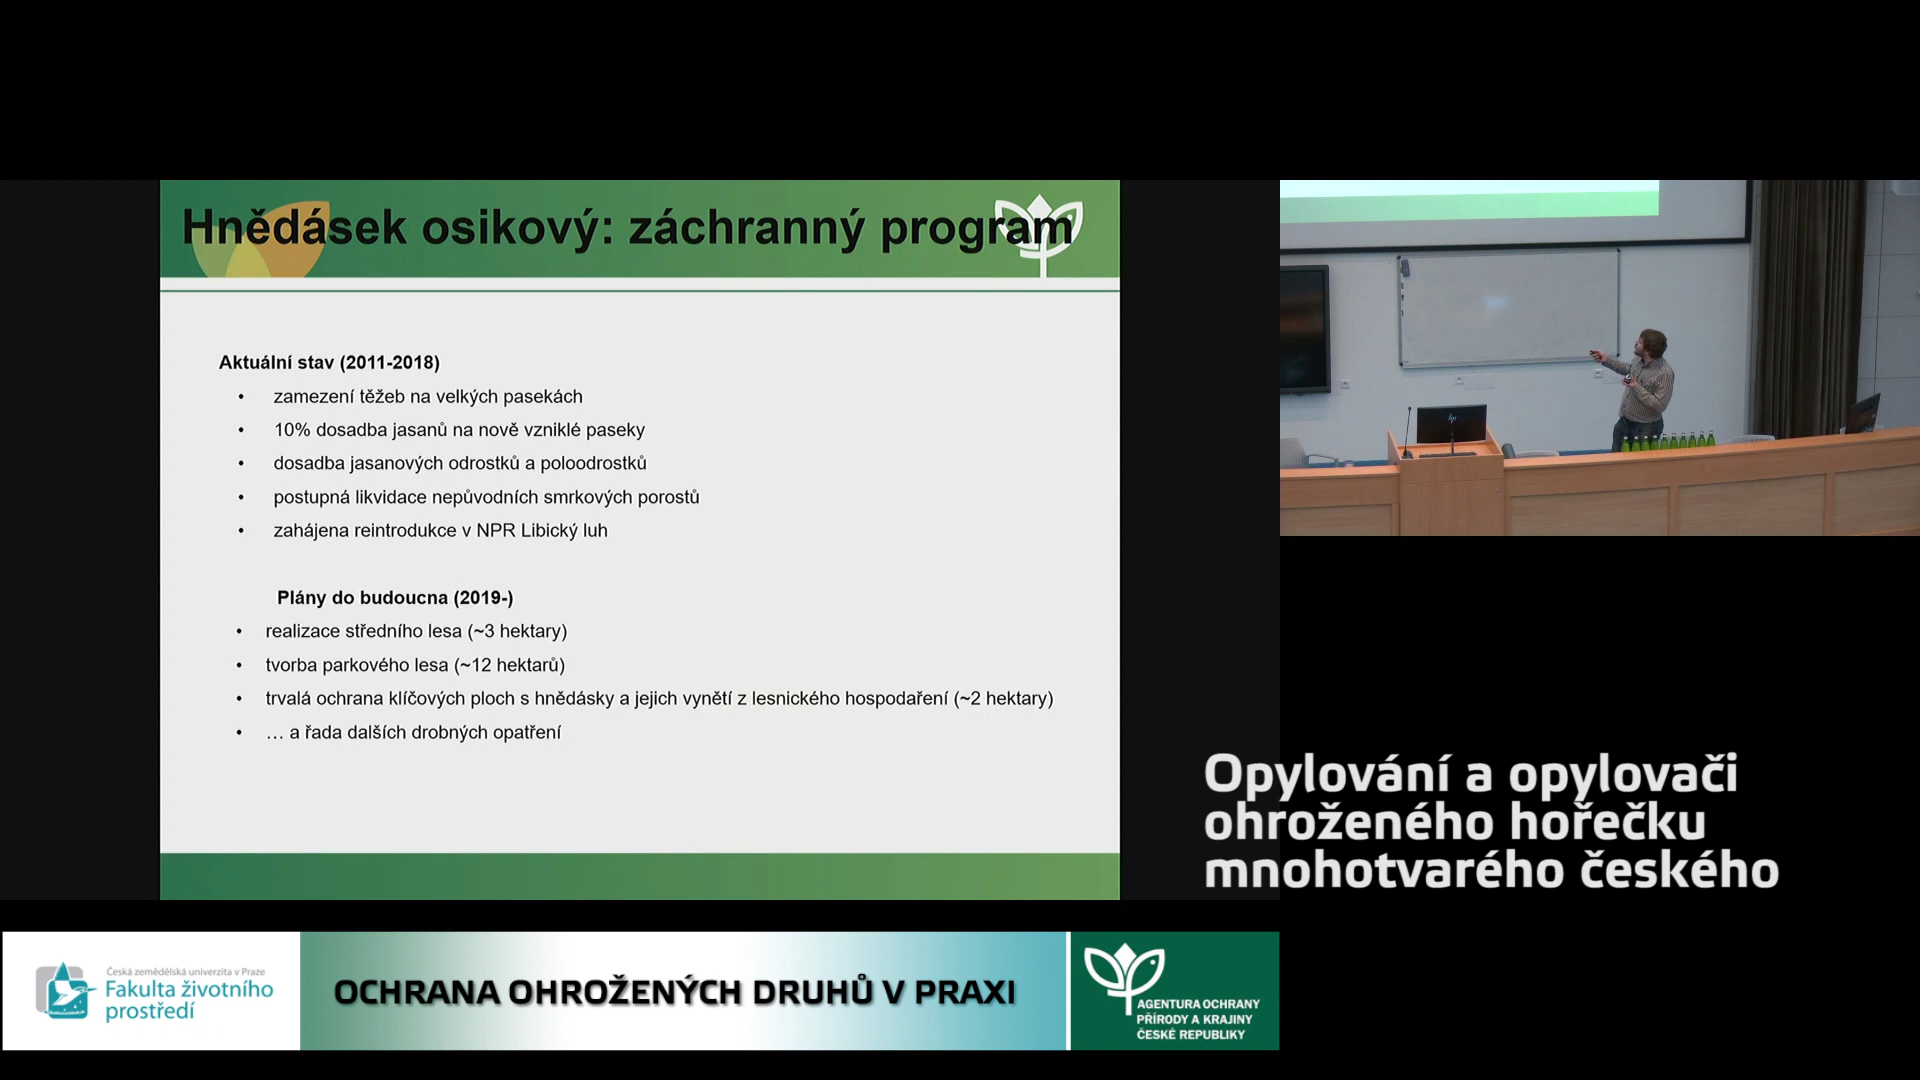 Hnědásek osikový: záchranný program
Aktuální stav (2011-2018)
• zamezení těžeb na velkých pasekách
• 10% dosadba jasanů na nově vzniklé paseky
• dosadba jasanových odrostků a poloodrostků
• postupná likvidace nepůvodních smrkových porostů
• zahájena reintrodukce v NPR Libický luh
Plány do budoucna (2019-)
• realizace středního lesa (~3 hektary)
• tvorba parkového lesa (~12 hektarů)
• trvalá ochrana klíčových ploch s hnědásky a jejich vynětí z lesnického hospodaření (~2 hektary)
• … a řada dalších drobných opatření
Opylování a opylovači
ohroženého hořečku
mnohotvarého českého
Česká zemědělská univerzita v Praze
Fakulta životního
prostředí
OCHRANA OHROŽENÝCH DRUHŮ V PRAXI
AGENTURA OCHRANY
PŘÍRODY A KRAJINY
ČESKÉ REPUBLIKY
hp